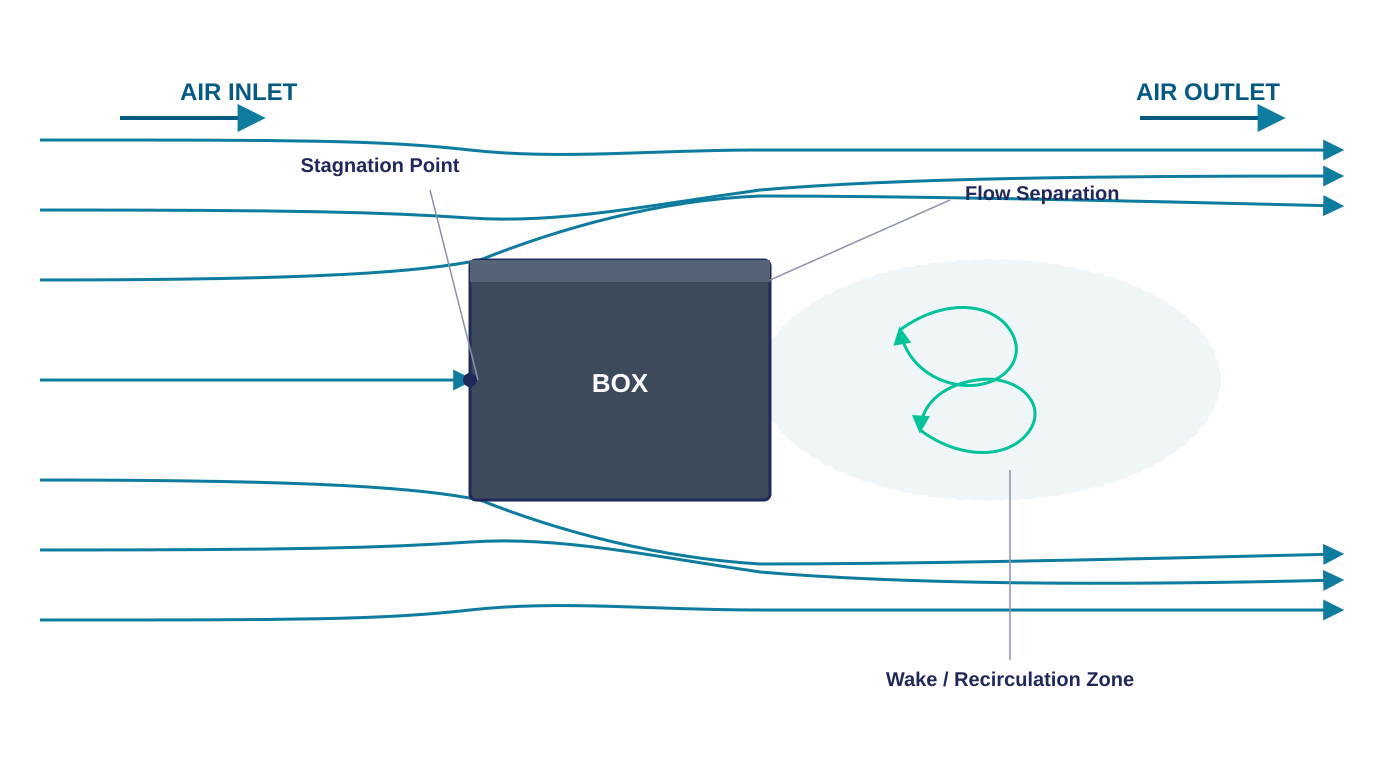 AIR INLET
AIR OUTLET
Stagnation Point
Flow Separation
BOX
Wake / Recirculation Zone